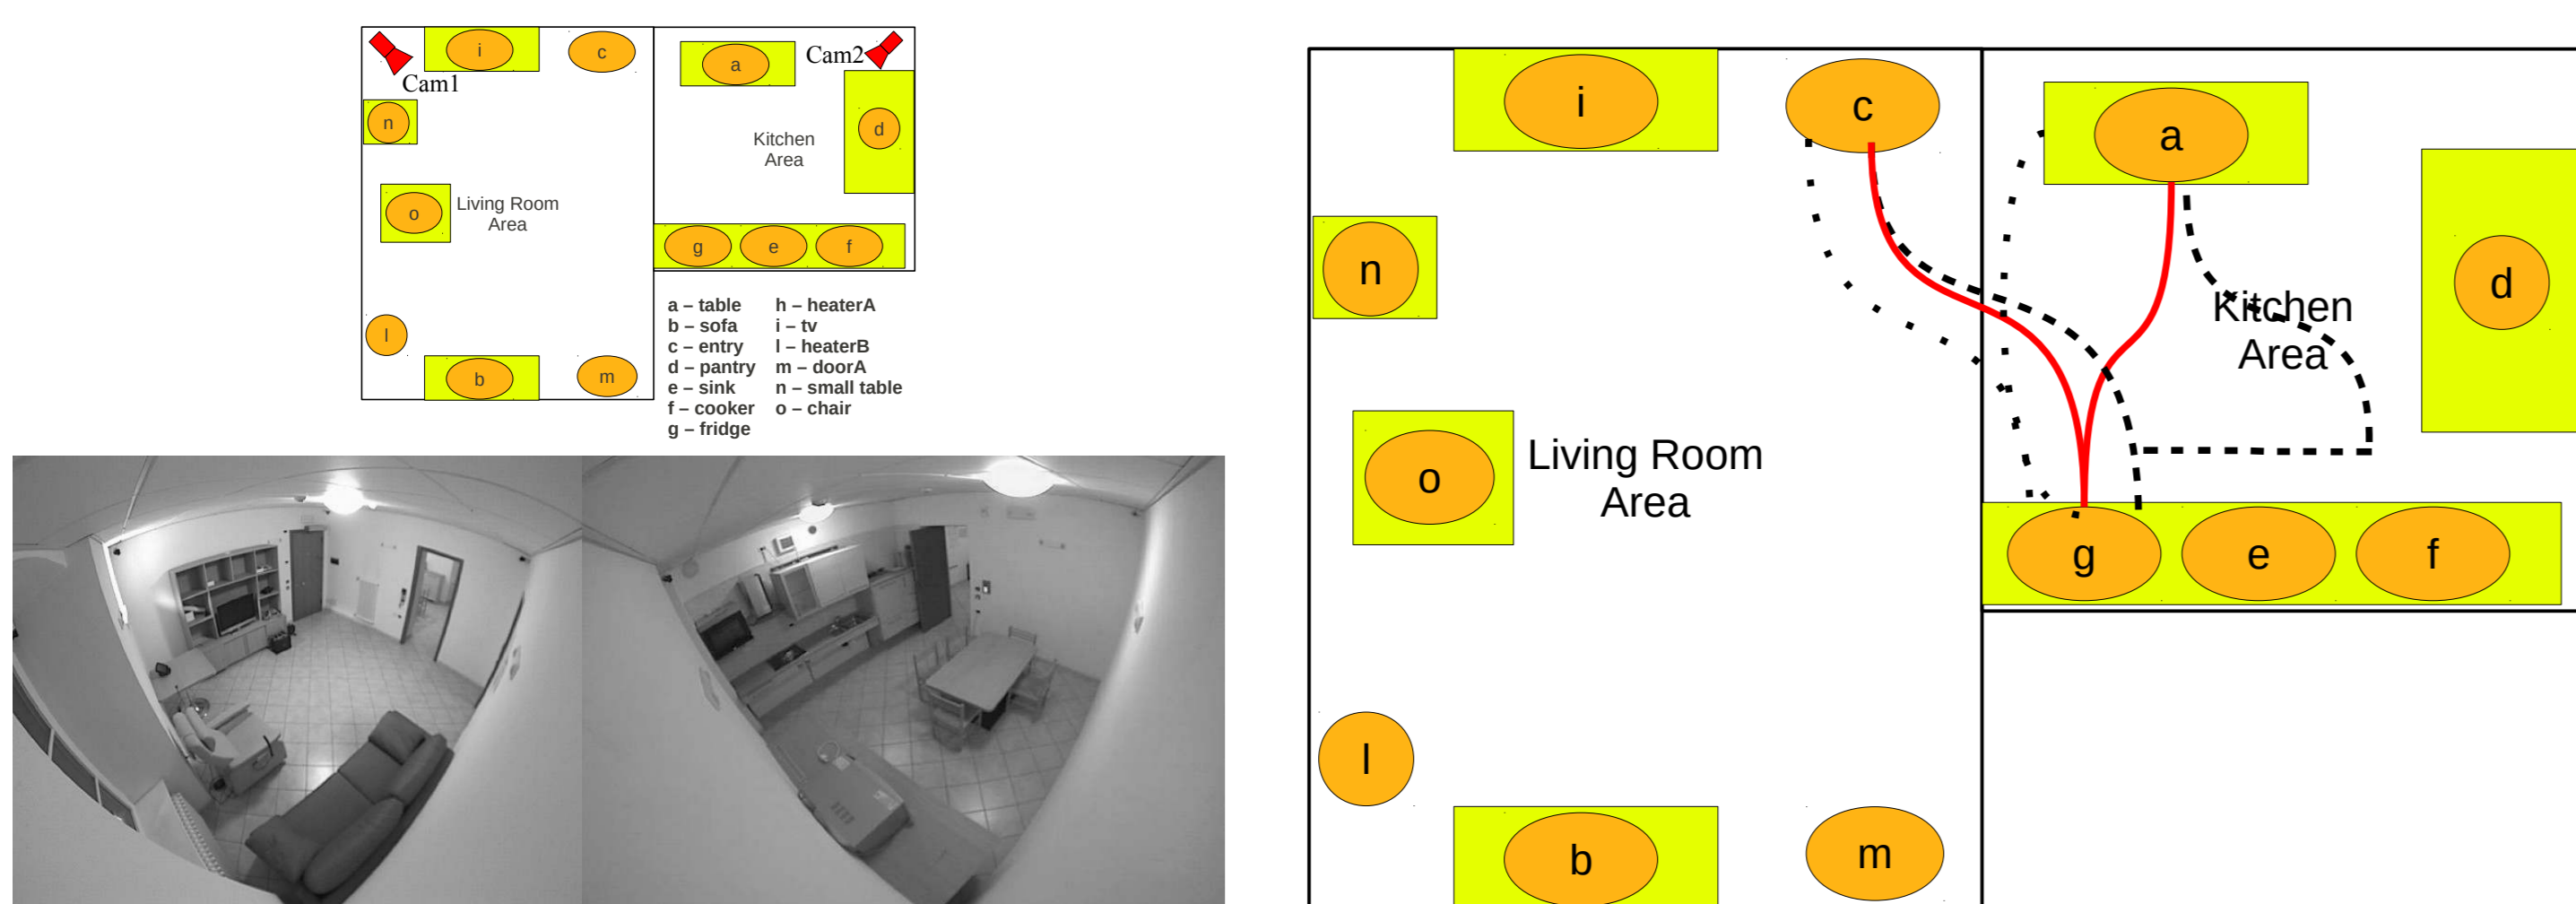 i
c
a
Cam2
Cam1
n
d
Kitchen
Area
o
Living Room
Area
g
e
f
l
b
m
a – table
b – sofa
c – entry
d – pantry
e – sink
f – cooker
g – fridge
h – heaterA
i – tv
l – heaterB
m – doorA
n – small table
o – chair
i
c
a
n
d
Kitchen
Area
o
Living Room
Area
g
e
f
l
b
m